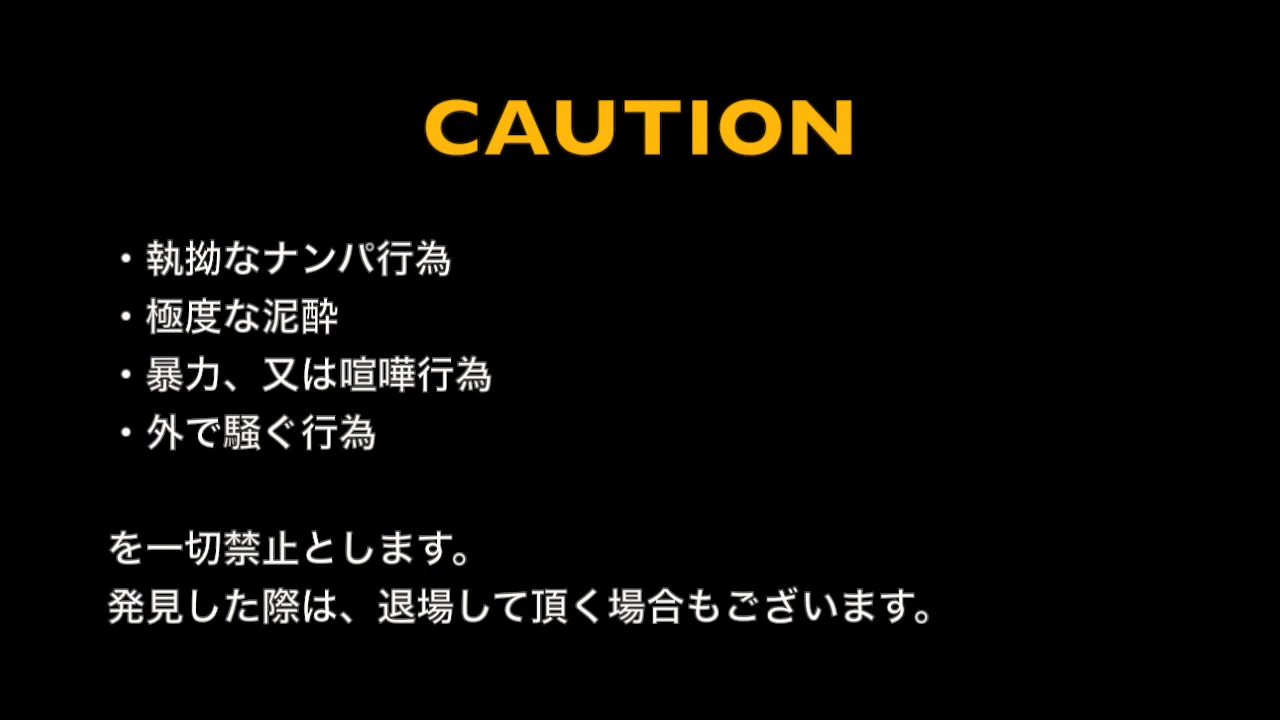 CAUTION
・執拗なナンパ行為
・極度な泥酔
・暴力、又は喧嘩行為
・外で騒ぐ行為
を一切禁止とします。
発見した際は、退場して頂く場合もございます。